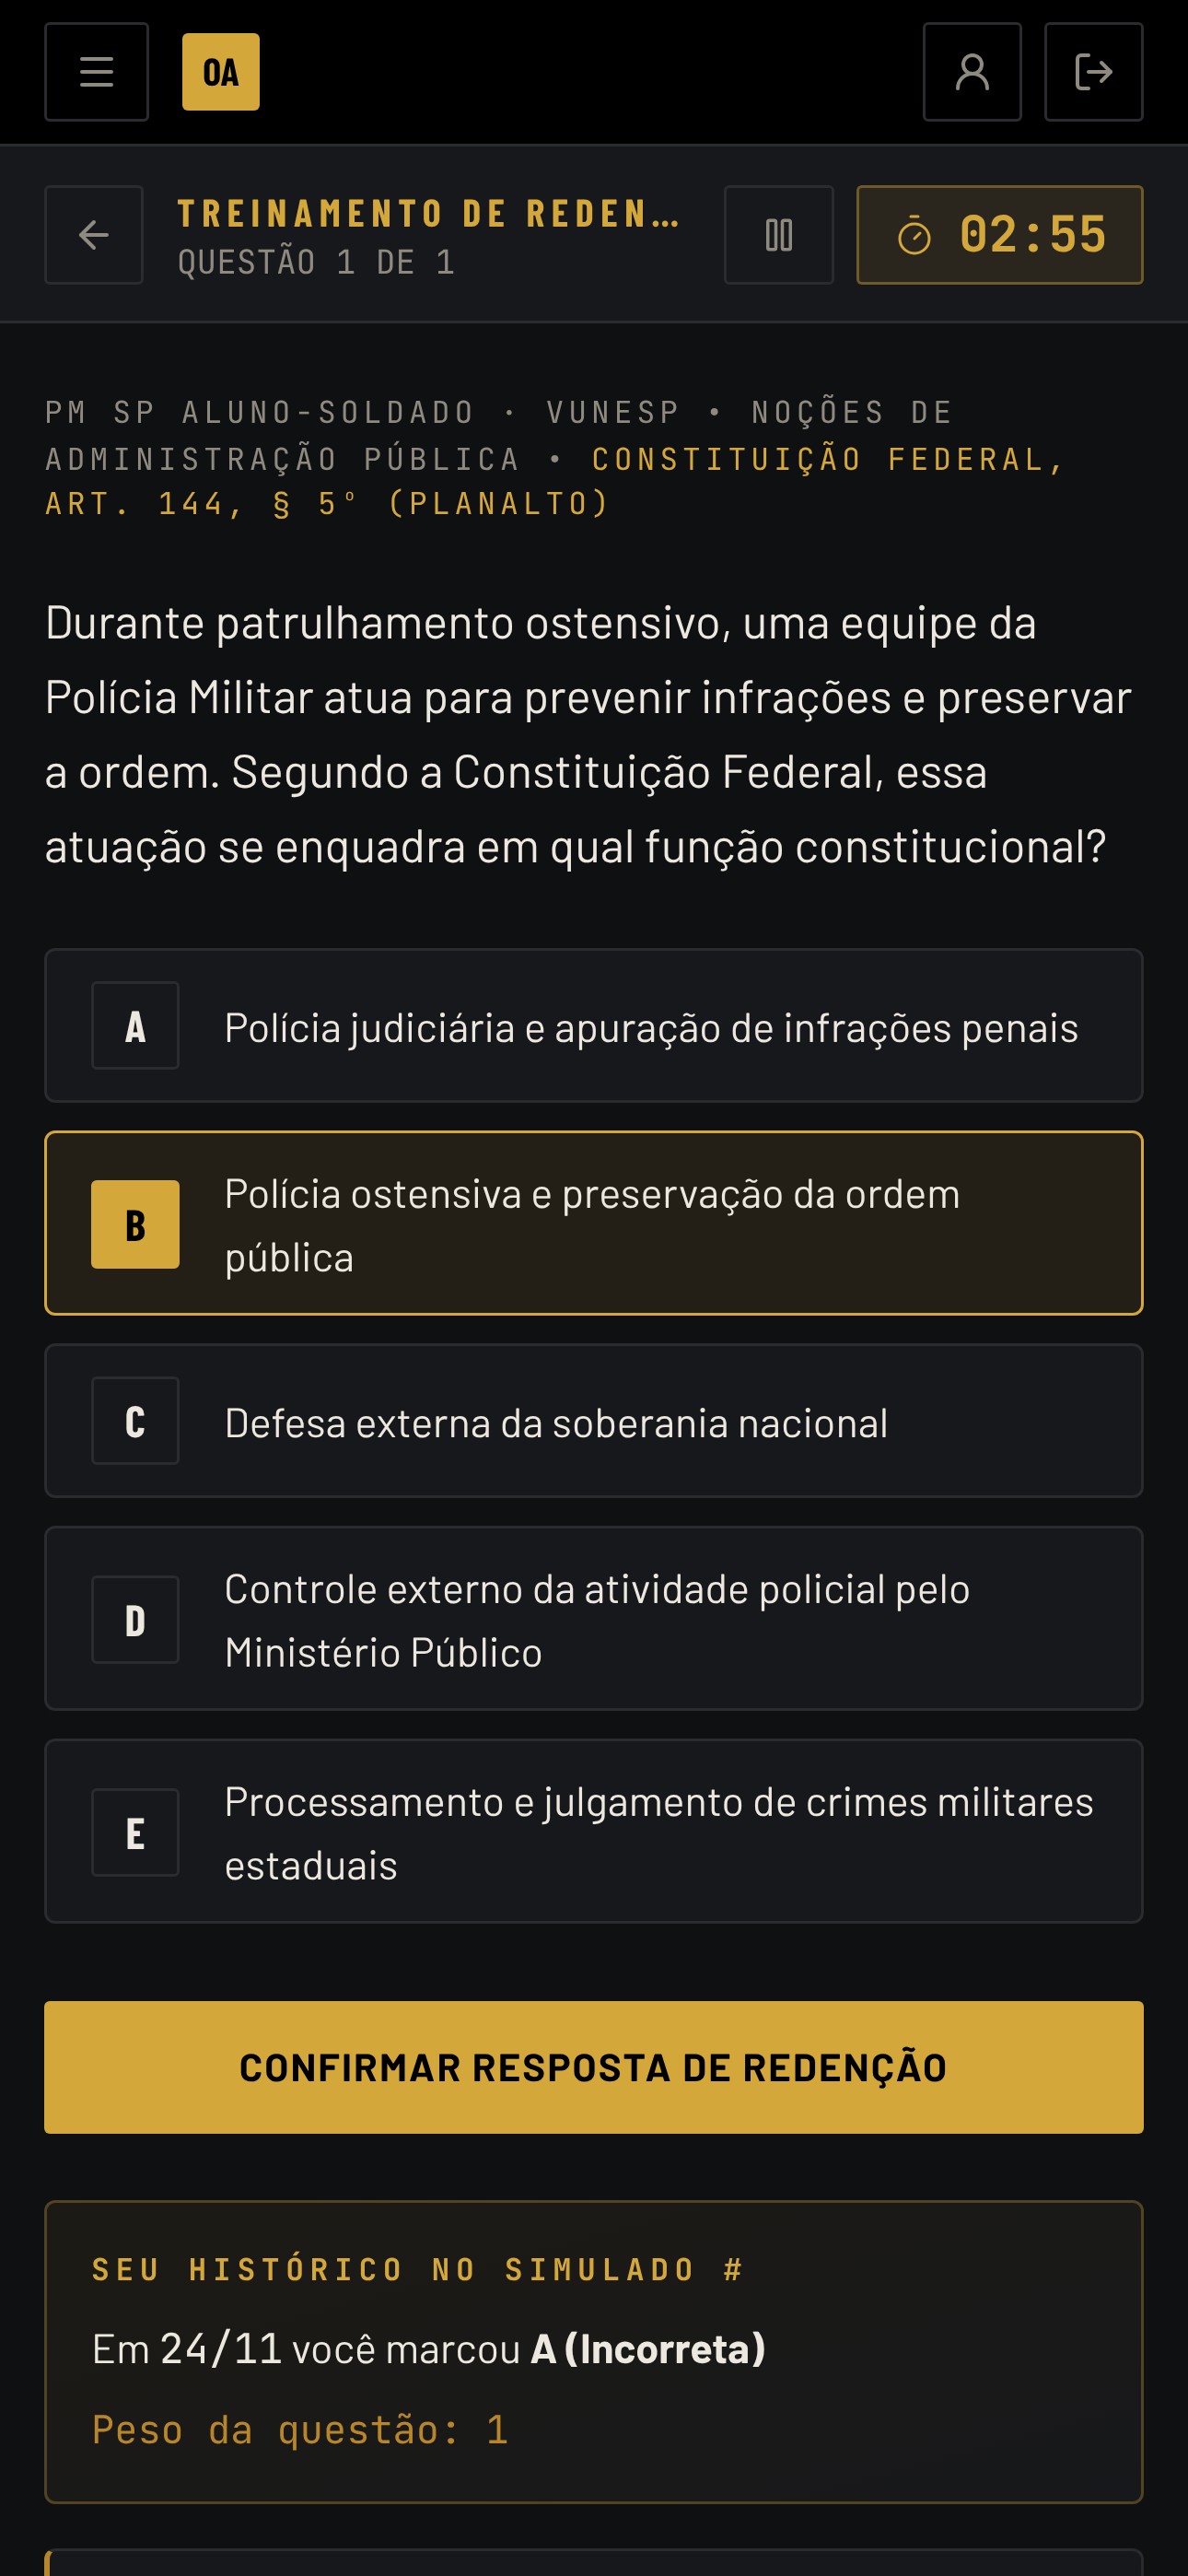 OA
TREINAMENTO DE REDEN...
QUESTÃO 1 DE 1
02:55
PM SP ALUNO-SOLDADO · VUNESP • NOÇÕES DE
ADMINISTRAÇÃO PÚBLICA • CONSTITUIÇÃO FEDERAL,
ART. 144, § 5º (PLANALTO)
Durante patrulhamento ostensivo, uma equipe da
Polícia Militar atua para prevenir infrações e preservar
a ordem. Segundo a Constituição Federal, essa
atuação se enquadra em qual função constitucional?
A Polícia judiciária e apuração de infrações penais
B Polícia ostensiva e preservação da ordem
pública
C Defesa externa da soberania nacional
D Controle externo da atividade policial pelo
Ministério Público
E Processamento e julgamento de crimes militares
estaduais
CONFIRMAR RESPOSTA DE REDENÇÃO
SEU HISTÓRICO NO SIMULADO #
Em 24/11 você marcou A (Incorreta)
Peso da questão: 1